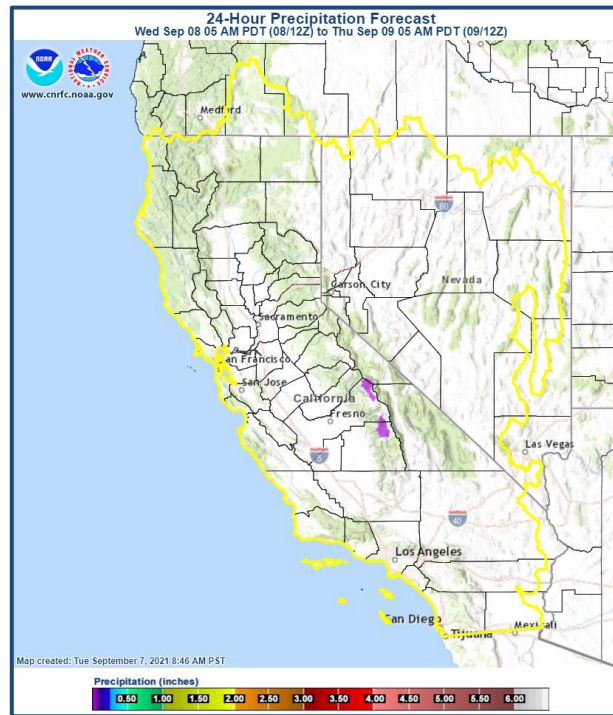 24-Hour Precipitation Forecast
Wed Sep 08 05 AM PDT (08/12Z) to Thu Sep 09 05 AM PDT (09/12Z)
NOAA
www.cnrfc.noaa.gov
Medford
80
Nevada
Carson City
Sacramento
San Francisco
San Jose
California
Fresno
5
Las Vegas
40
Los Angeles
San Diego
Tijuana
Mexicali
Map created: Tue September 7, 2021 8:46 AM PST
Precipitation (inches)
0.50 1.00 1.50 2.00 2.50 3.00 3.50 4.00 4.50 5.00 5.50 6.00